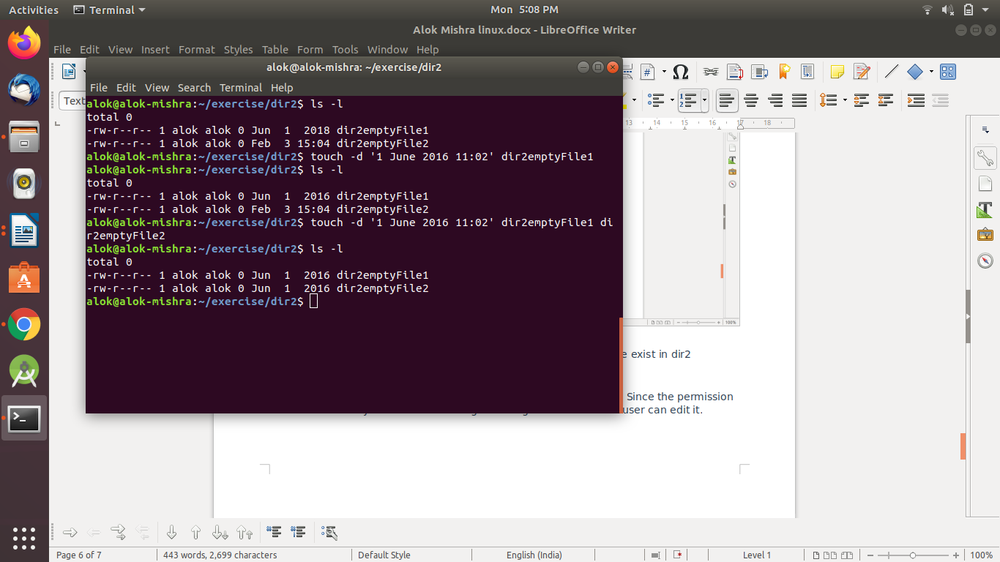 Activities Terminal Mon 5:08 PM
Alok Mishra linux.docx - LibreOffice Writer
File Edit View Insert Format Styles Table Form Tools Window Help
alok@alok-mishra: ~/exercise/dir2
File Edit View Search Terminal Help
Text
alok@alok-mishra:~/exercise/dir2$ ls -l
total 0
-rw-r--r-- 1 alok alok 0 Jun  1  2018 dir2emptyFile1
-rw-r--r-- 1 alok alok 0 Feb  3 15:04 dir2emptyFile2
alok@alok-mishra:~/exercise/dir2$ touch -d '1 June 2016 11:02' dir2emptyFile1
alok@alok-mishra:~/exercise/dir2$ ls -l
total 0
-rw-r--r-- 1 alok alok 0 Jun  1  2016 dir2emptyFile1
-rw-r--r-- 1 alok alok 0 Feb  3 15:04 dir2emptyFile2
alok@alok-mishra:~/exercise/dir2$ touch -d '1 June 2016 11:02' dir2emptyFile1 di
r2emptyFile2
alok@alok-mishra:~/exercise/dir2$ ls -l
total 0
-rw-r--r-- 1 alok alok 0 Jun  1  2016 dir2emptyFile1
-rw-r--r-- 1 alok alok 0 Jun  1  2016 dir2emptyFile2
alok@alok-mishra:~/exercise/dir2$
13 14 15 16 17 18
100%
e exist in dir2
Since the permission
user can edit it.
Page 6 of 7 443 words, 2,699 characters Default Style English (India) Level 1 100%